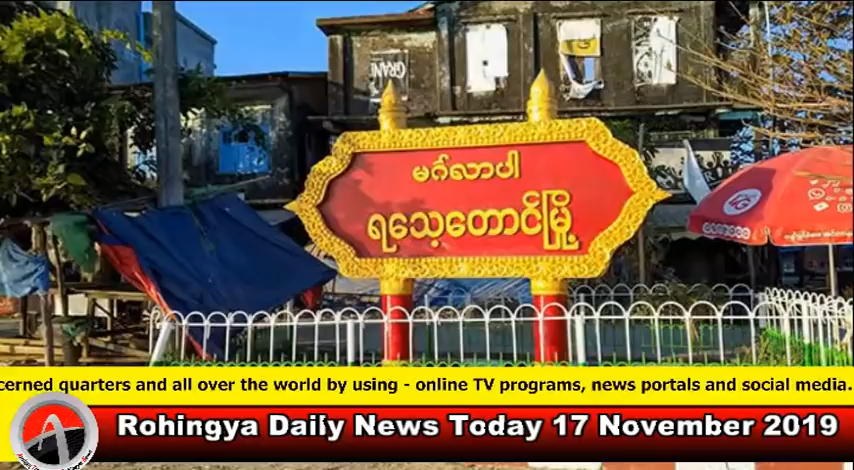 မင်္ဂလာပါ
ရသေ့တောင်မြို့
cerned quarters and all over the world by using - online TV programs, news portals and social media.
Rohingya Daily News Today 17 November 2019